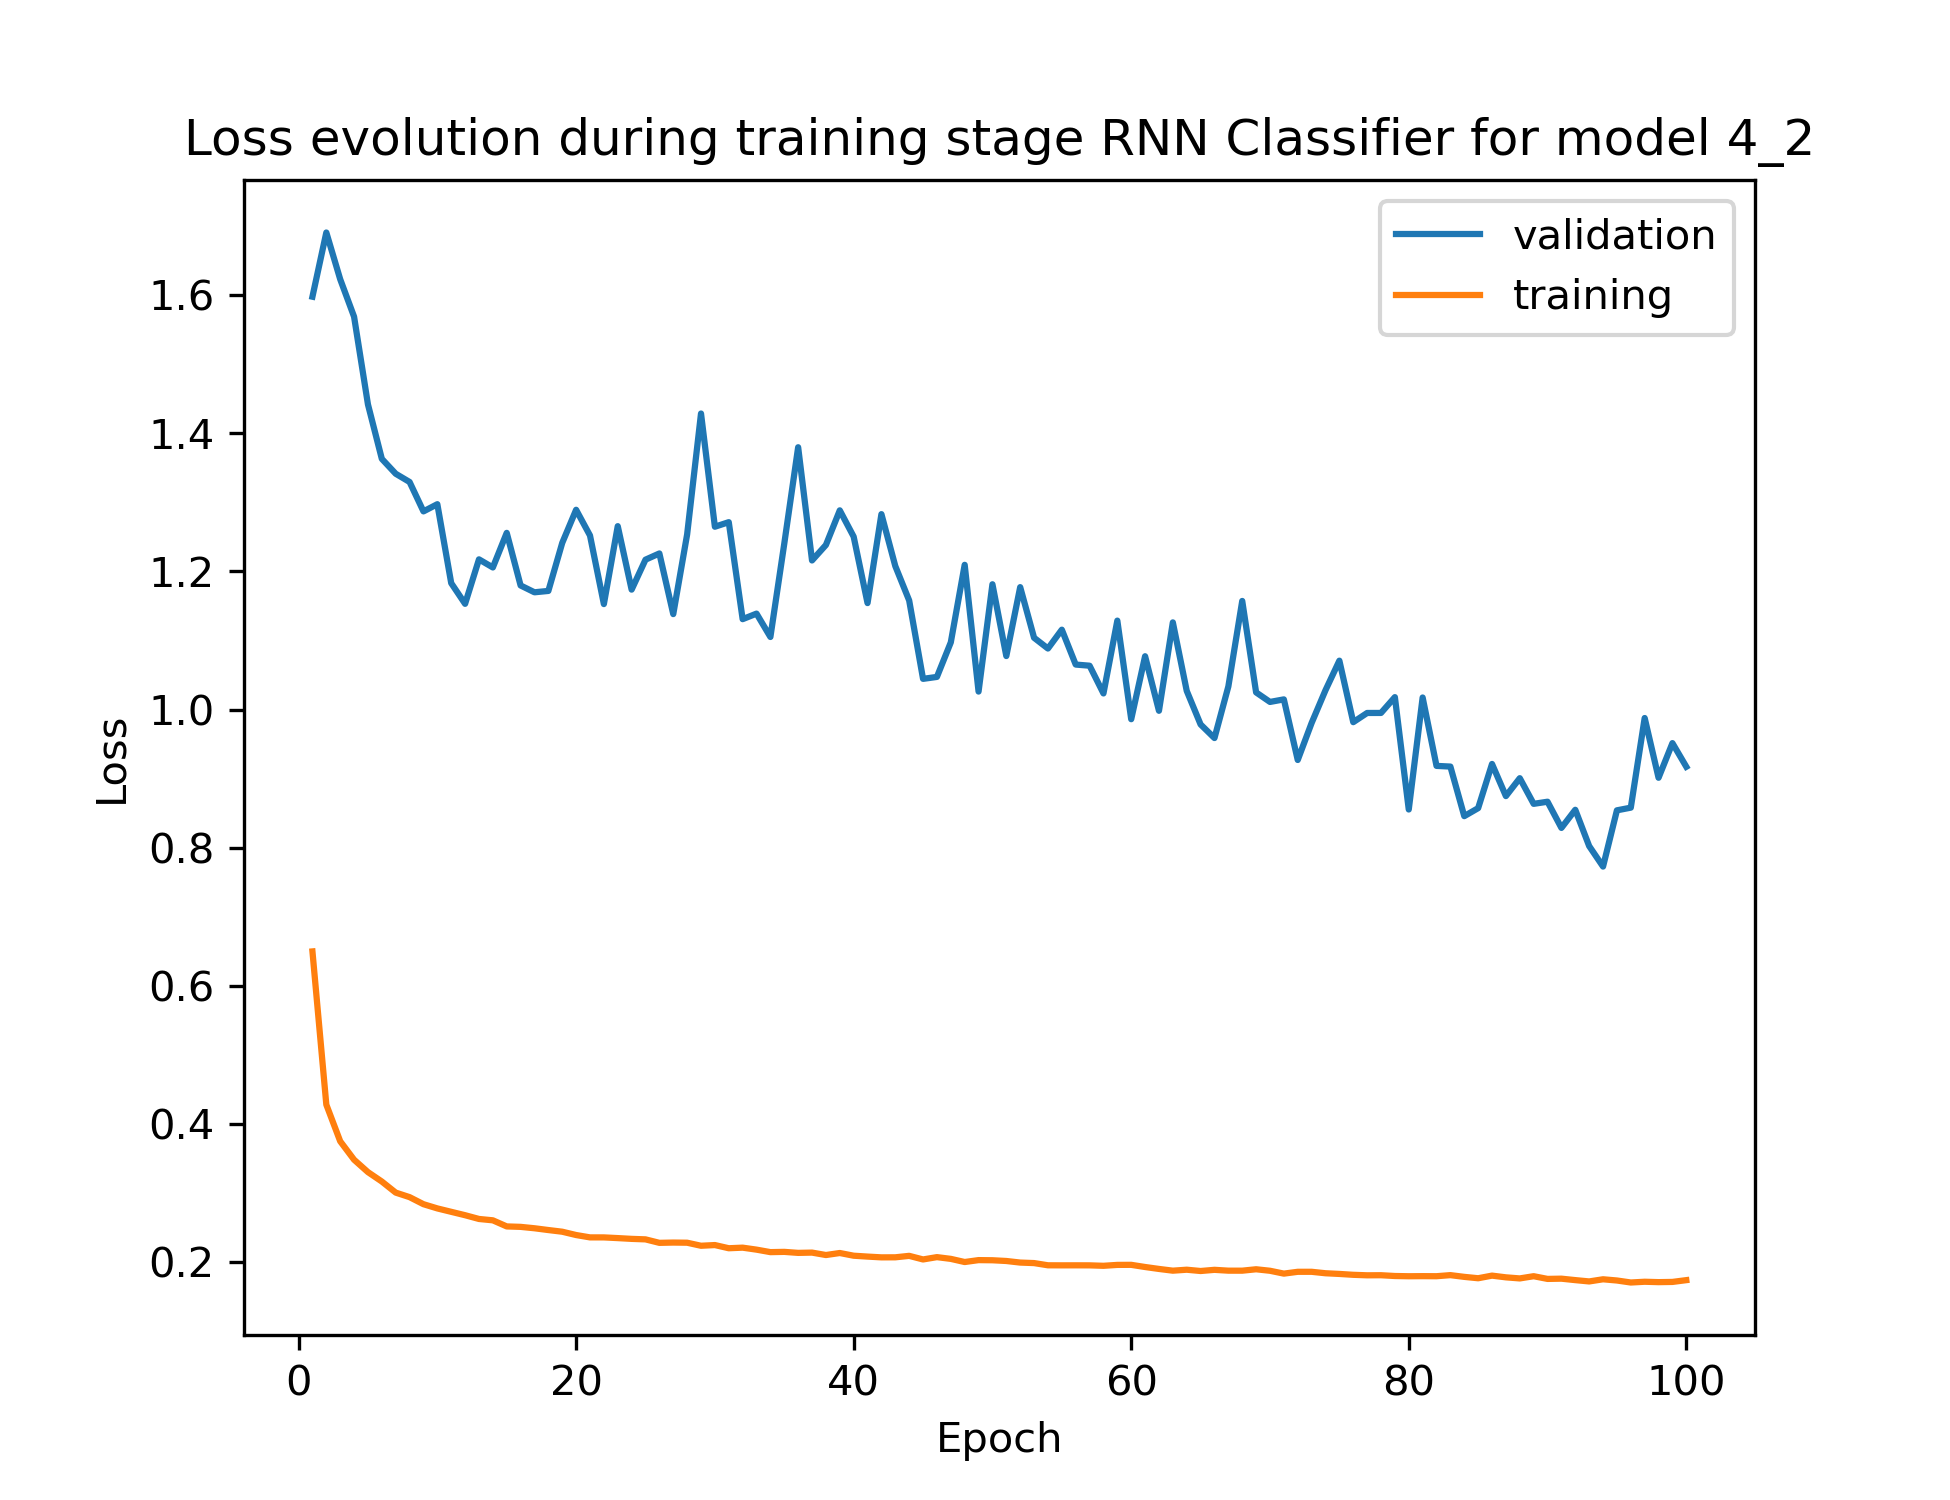 Loss evolution during training stage RNN Classifier for model 4_2
validation
training
1.6
1.4
1.2
1.0
0.8
0.6
0.4
0.2
Loss
0 20 40 60 80 100
Epoch